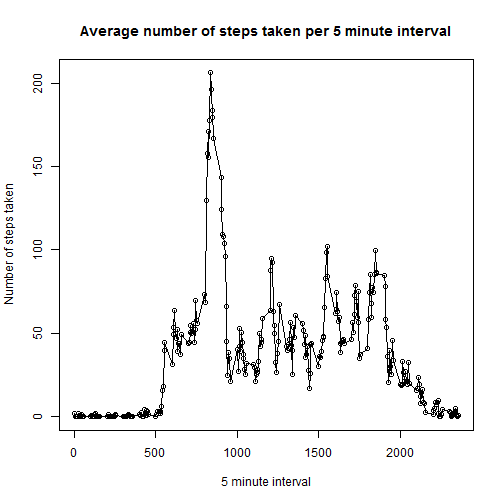 Average number of steps taken per 5 minute interval
Number of steps taken
200
150
100
50
0
0 500 1000 1500 2000
5 minute interval